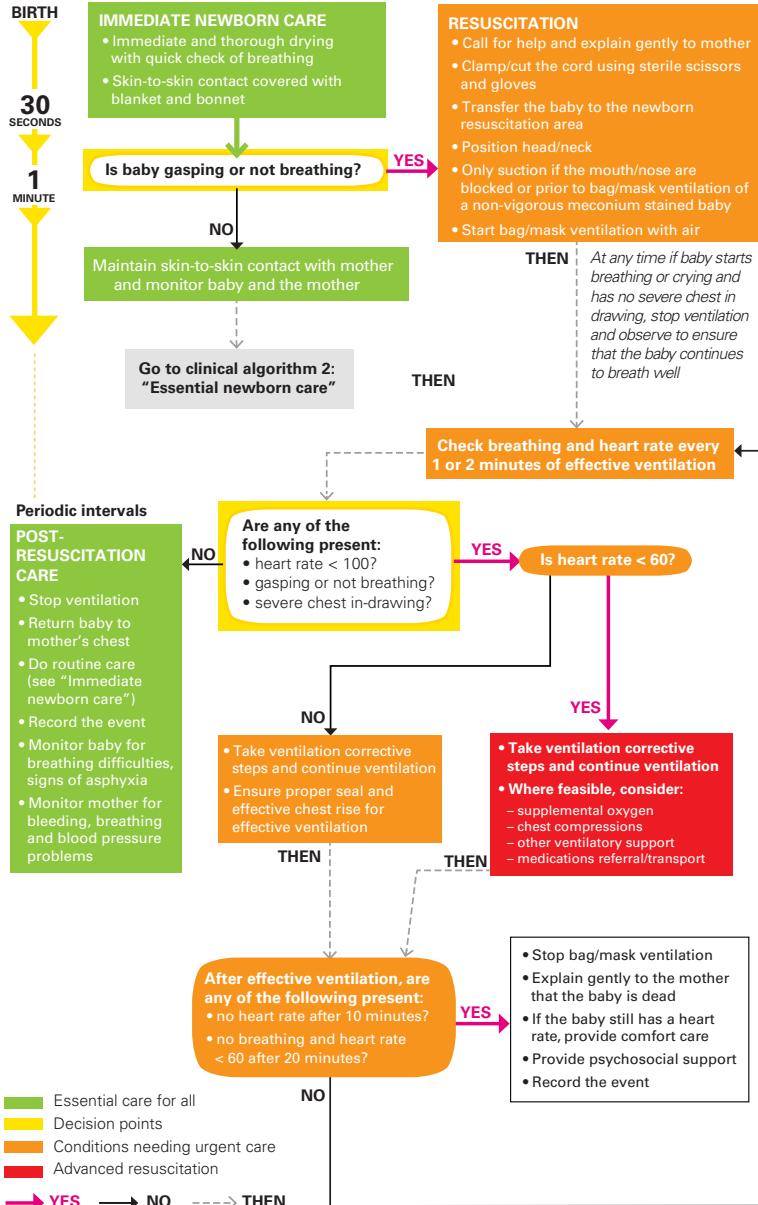 BIRTH
30
SECONDS
1
MINUTE
IMMEDIATE NEWBORN CARE
• Immediate and thorough drying
with quick check of breathing
• Skin-to-skin contact covered with
blanket and bonnet
Is baby gasping or not breathing?
YES
RESUSCITATION
• Call for help and explain gently to mother
• Clamp/cut the cord using sterile scissors
and gloves
• Transfer the baby to the newborn
resuscitation area
• Position head/neck
• Only suction if the mouth/nose are
blocked or prior to bag/mask ventilation of
a non-vigorous meconium stained baby
• Start bag/mask ventilation with air
NO
Maintain skin-to-skin contact with mother
and monitor baby and the mother
THEN
At any time if baby starts
breathing or crying and
has no severe chest in
drawing, stop ventilation
and observe to ensure
that the baby continues
to breath well
Go to clinical algorithm 2:
“Essential newborn care”
THEN
Check breathing and heart rate every
1 or 2 minutes of effective ventilation
Periodic intervals
POST-
RESUSCITATION
CARE
• Stop ventilation
• Return baby to
mother’s chest
• Do routine care
(see “Immediate
newborn care”)
• Record the event
• Monitor baby for
breathing difficulties,
signs of asphyxia
• Monitor mother for
bleeding, breathing
and blood pressure
problems
NO
Are any of the
following present:
• heart rate < 100?
• gasping or not breathing?
• severe chest in-drawing?
YES
Is heart rate < 60?
NO
YES
• Take ventilation corrective
steps and continue ventilation
• Ensure proper seal and
effective chest rise for
effective ventilation
• Take ventilation corrective
steps and continue ventilation
• Where feasible, consider:
– supplemental oxygen
– chest compressions
– other ventilatory support
– medications referral/transport
THEN
THEN
After effective ventilation, are
any of the following present:
• no heart rate after 10 minutes?
• no breathing and heart rate
< 60 after 20 minutes?
YES
• Stop bag/mask ventilation
• Explain gently to the mother
that the baby is dead
• If the baby still has a heart
rate, provide comfort care
• Provide psychosocial support
• Record the event
NO
Essential care for all
Decision points
Conditions needing urgent care
Advanced resuscitation
YES NO THEN